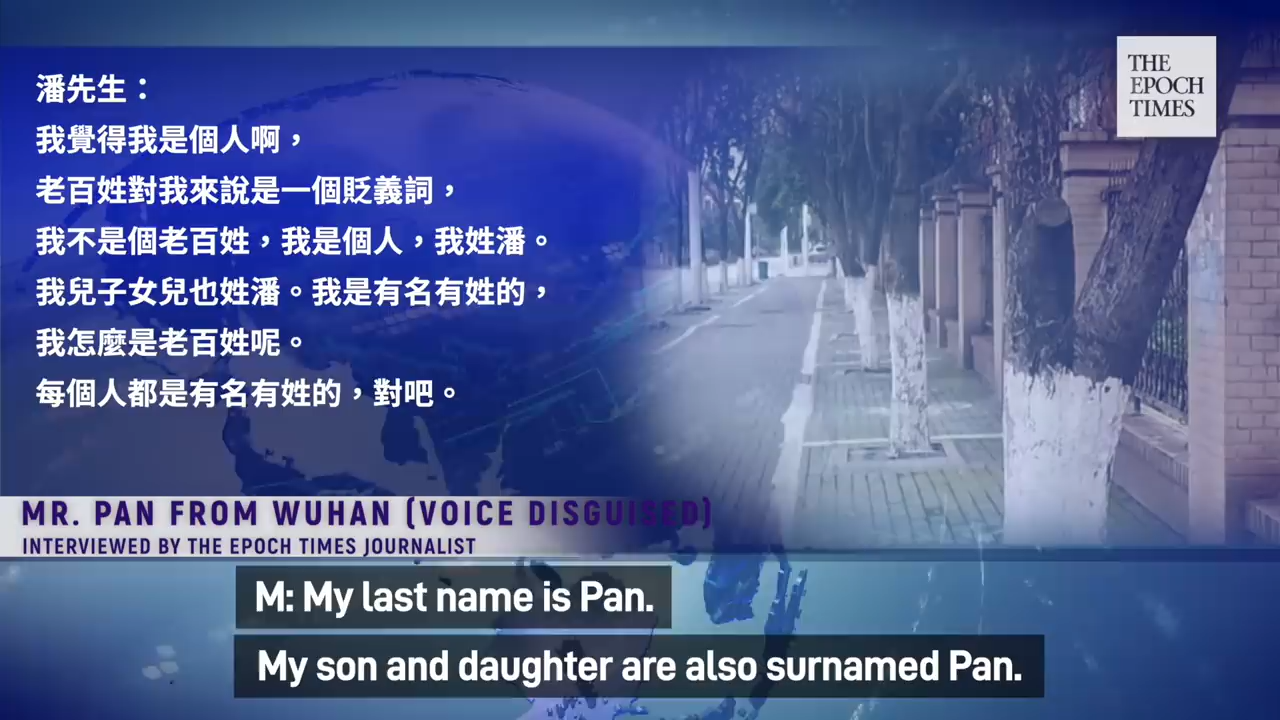 THE
EPOCH
TIMES
潘先生：
我覺得我是個人啊，
老百姓對我來說是一個貶義詞，
我不是個老百姓，我是個人，我姓潘。
我兒子女兒也姓潘。我是有名有姓的，
我怎麼是老百姓呢。
每個人都是有名有姓的，對吧。
MR. PAN FROM WUHAN (VOICE DISGUISED)
INTERVIEWED BY THE EPOCH TIMES JOURNALIST
M: My last name is Pan.
My son and daughter are also surnamed Pan.